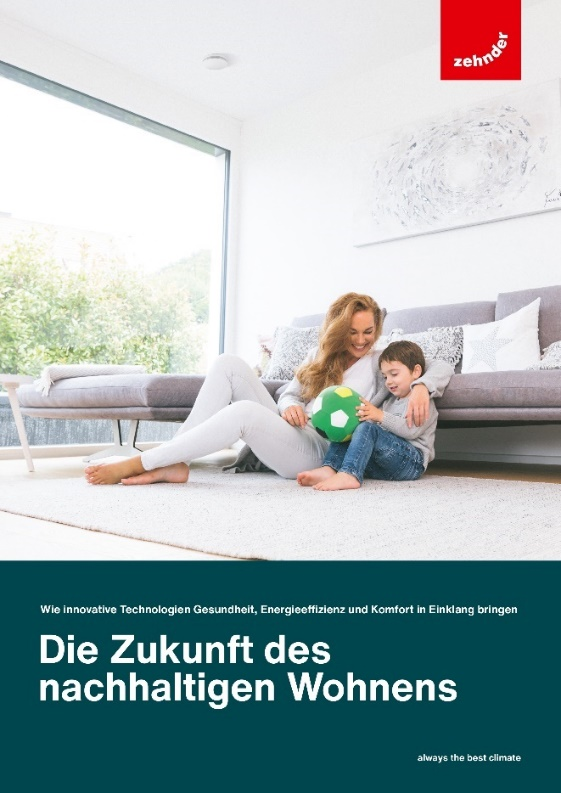 zehnder
Wie innovative Technologien Gesundheit, Energieeffizienz und Komfort in Einklang bringen
Die Zukunft des
nachhaltigen Wohnens
always the best climate